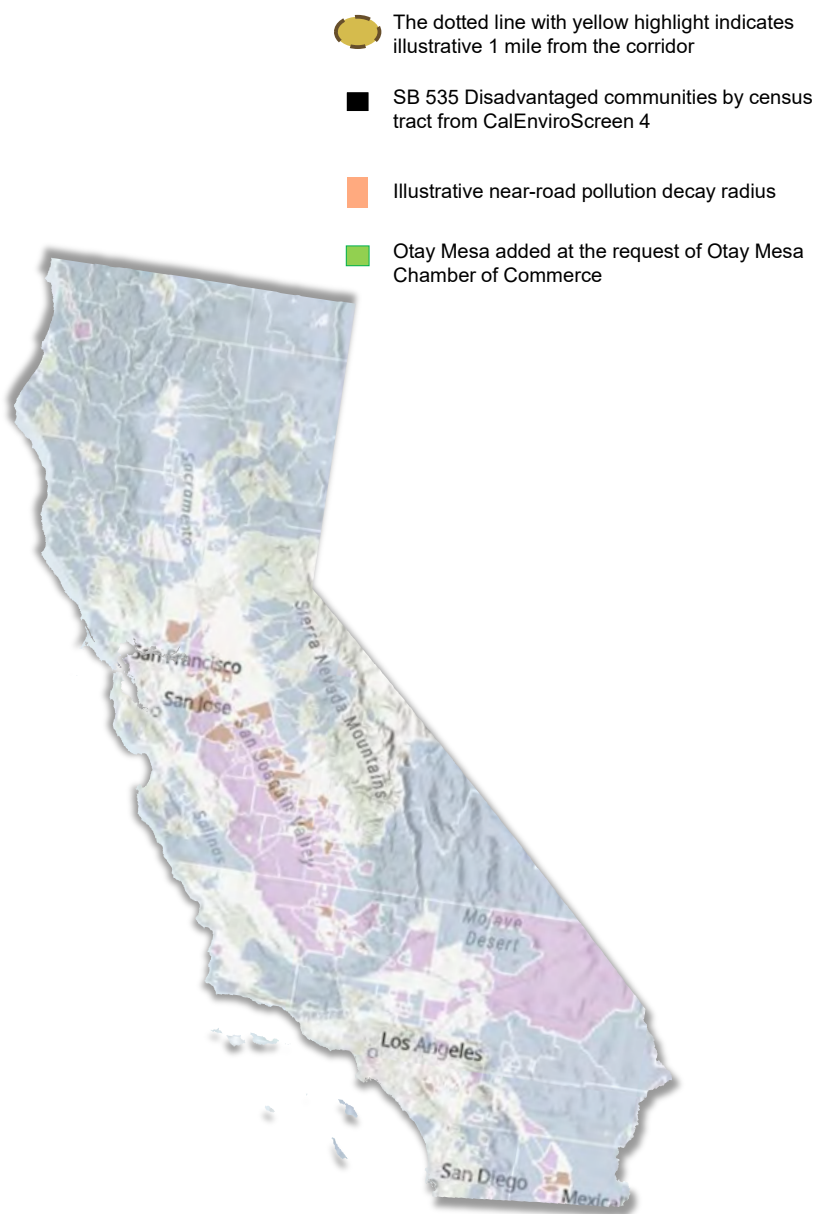 The dotted line with yellow highlight indicates
illustrative 1 mile from the corridor
SB 535 Disadvantaged communities by census
tract from CalEnviroScreen 4
Illustrative near-road pollution decay radius
Otay Mesa added at the request of Otay Mesa
Chamber of Commerce
Sacramento
San Francisco
Sierra Nevada Mountains
San Jose
San Joaquin Valley
Salinas
Mojave
Desert
Los Angeles
San Diego
Mexical